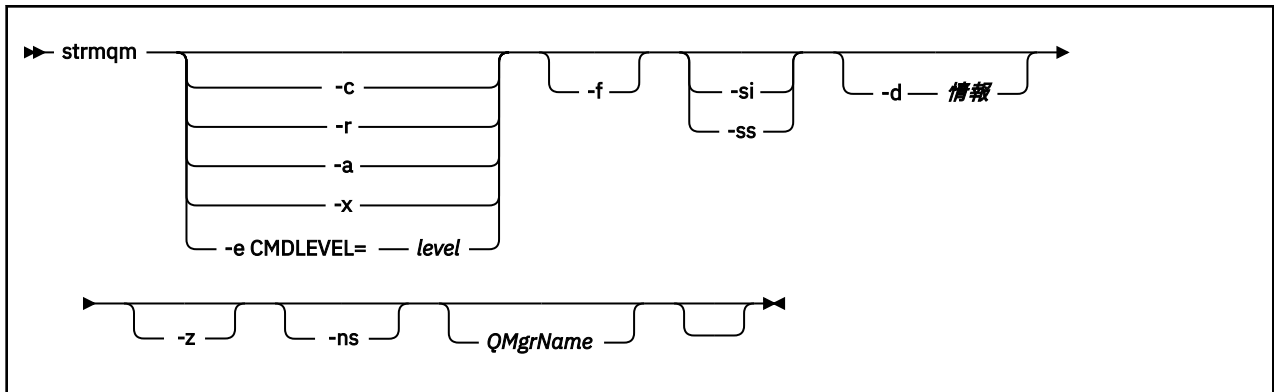 strmqm
-c
-r
-a
-x
-e CMDLEVEL= level
-f
-si
-ss
-d 情報
-z
-ns
QMgrName